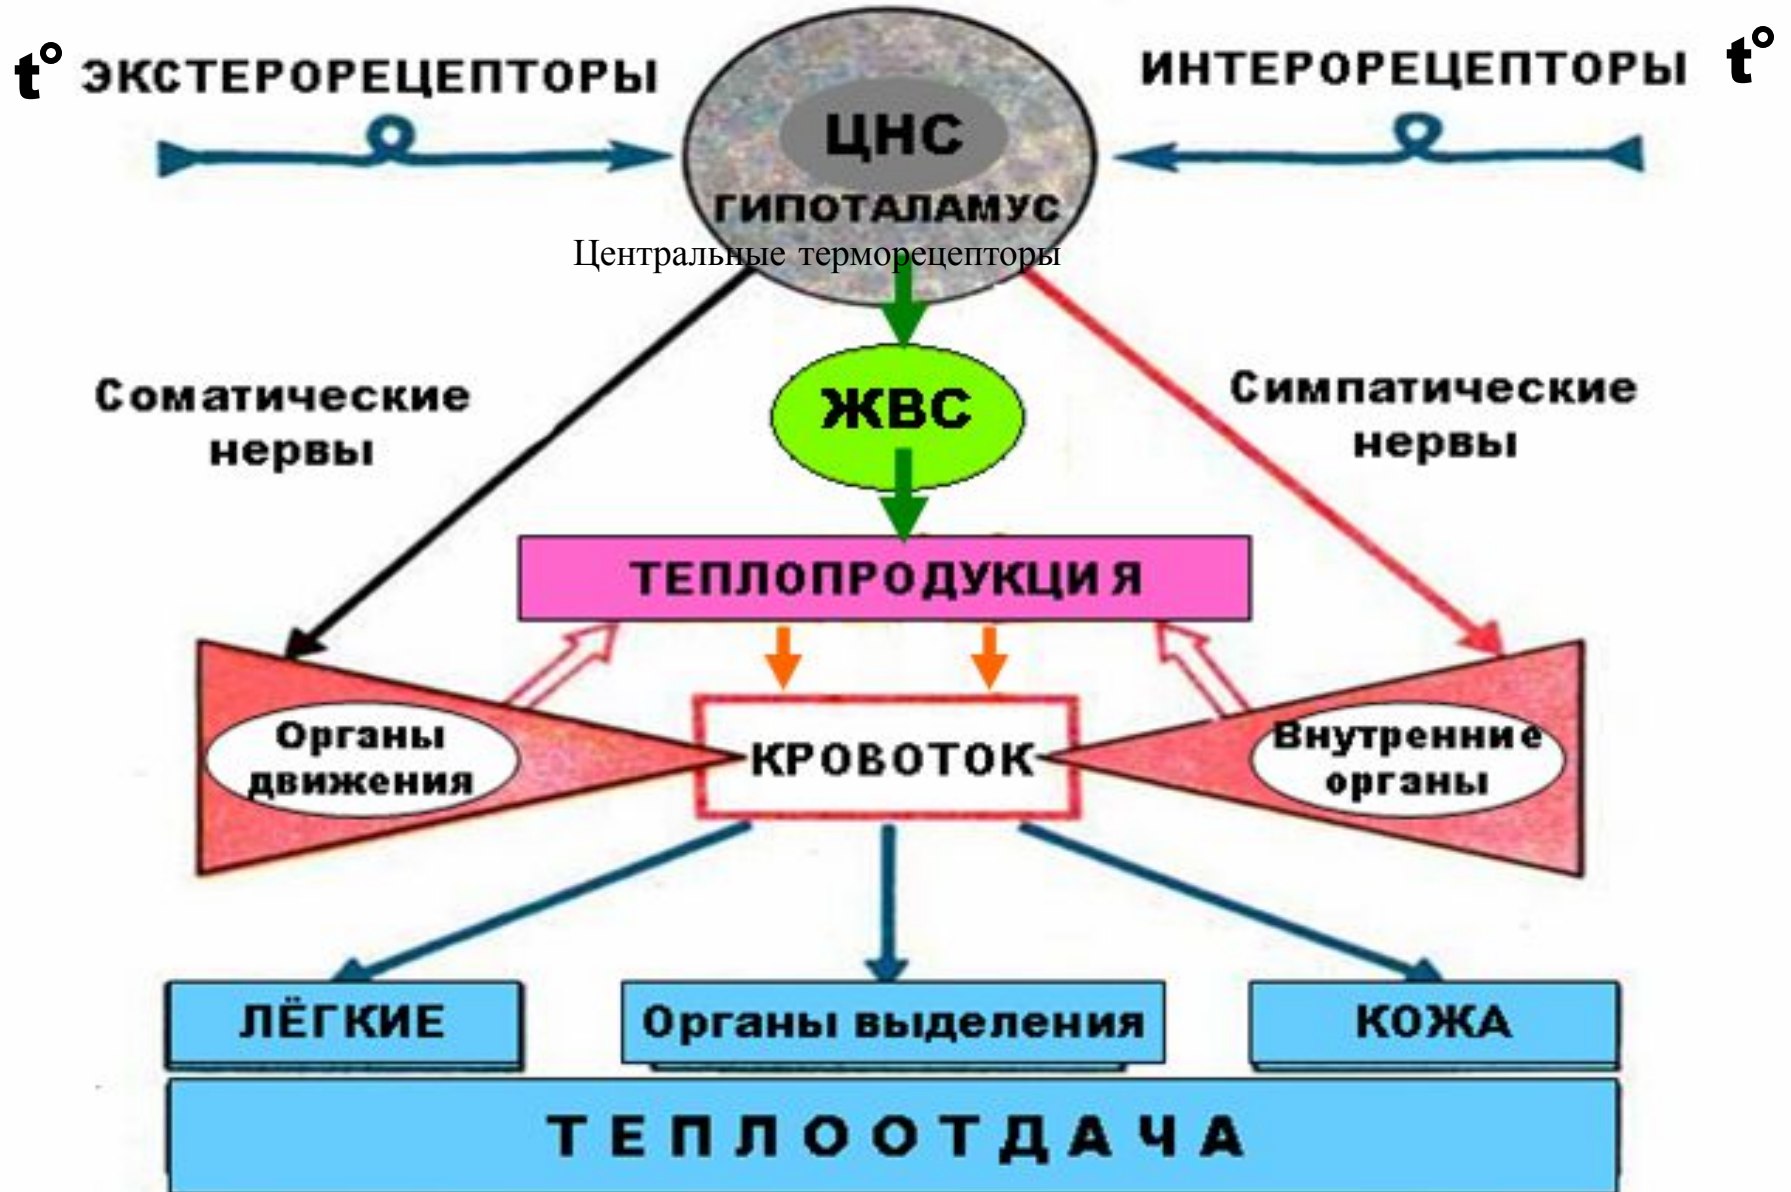 t° ЭКСТЕРОРЕЦЕПТОРЫ
ИНТЕРОРЕЦЕПТОРЫ t°
ЦНС
ГИПОТАЛАМУС
Центральные терморецепторы
Соматические
нервы
ЖВС
Симпатические
нервы
ТЕПЛОПРОДУКЦИЯ
Органы
движения
КРОВОТОК
Внутренние
органы
ЛЁГКИЕ
Органы выделения
КОЖА
ТЕПЛООТДАЧА